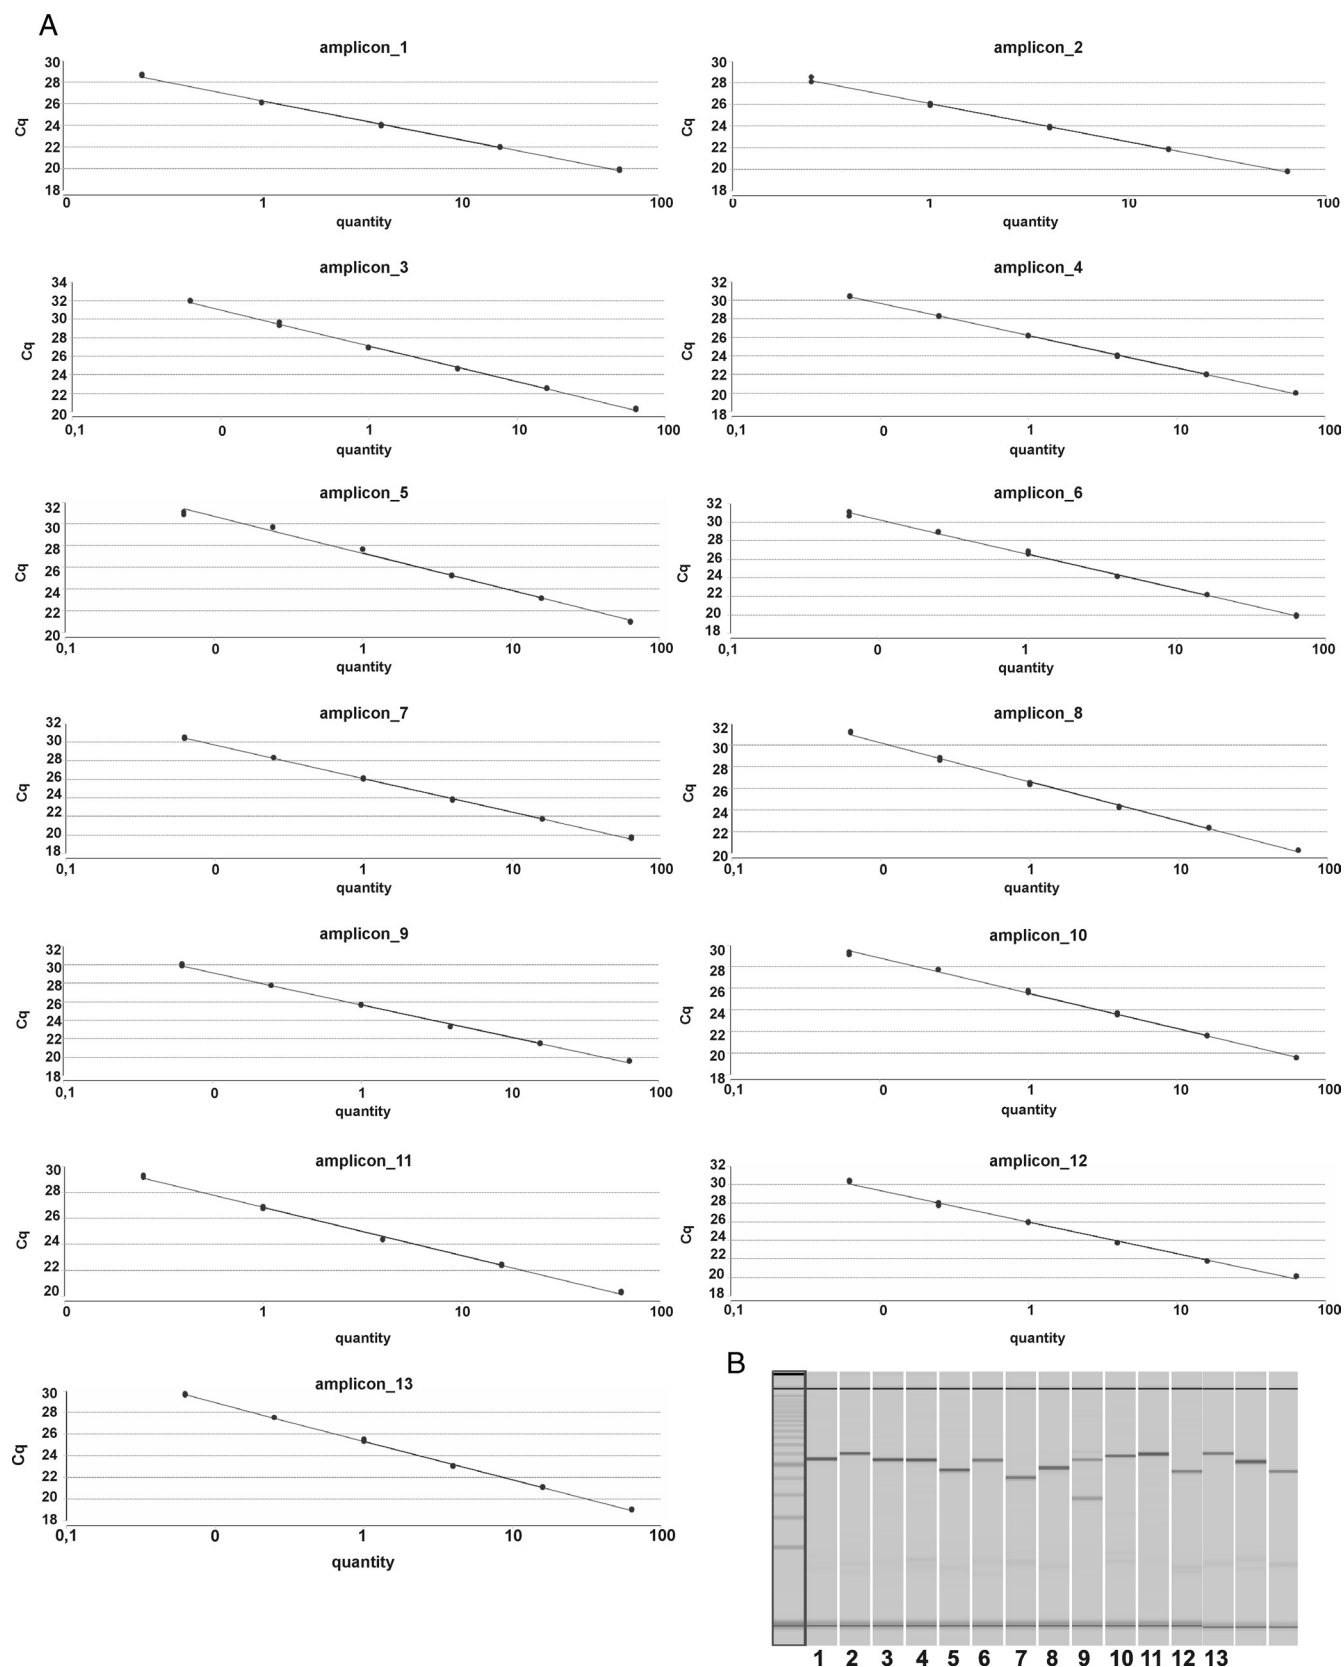 A
amplicon_1
30
28
26
24
22
20
18
Cq
0 1 10 100
quantity
amplicon_2
30
28
26
24
22
20
18
Cq
0 1 10 100
quantity
amplicon_3
34
32
30
28
26
24
22
20
Cq
0,1 0 1 10 100
quantity
amplicon_4
32
30
28
26
24
22
20
18
Cq
0,1 0 1 10 100
quantity
amplicon_5
32
30
28
26
24
22
20
Cq
0,1 0 1 10 100
quantity
amplicon_6
32
30
28
26
24
22
20
18
Cq
0,1 0 1 10 100
quantity
amplicon_7
32
30
28
26
24
22
20
18
Cq
0,1 0 1 10 100
quantity
amplicon_8
32
30
28
26
24
22
20
Cq
0,1 0 1 10 100
quantity
amplicon_9
32
30
28
26
24
22
20
18
Cq
0,1 0 1 10 100
quantity
amplicon_10
30
28
26
24
22
20
18
Cq
0,1 0 1 10 100
quantity
amplicon_11
30
28
26
24
22
20
Cq
0 1 10 100
quantity
amplicon_12
32
30
28
26
24
22
20
18
Cq
0,1 0 1 10 100
quantity
amplicon_13
30
28
26
24
22
20
18
Cq
0,1 0 1 10 100
quantity
B
1 2 3 4 5 6 7 8 9 10 11 12 13